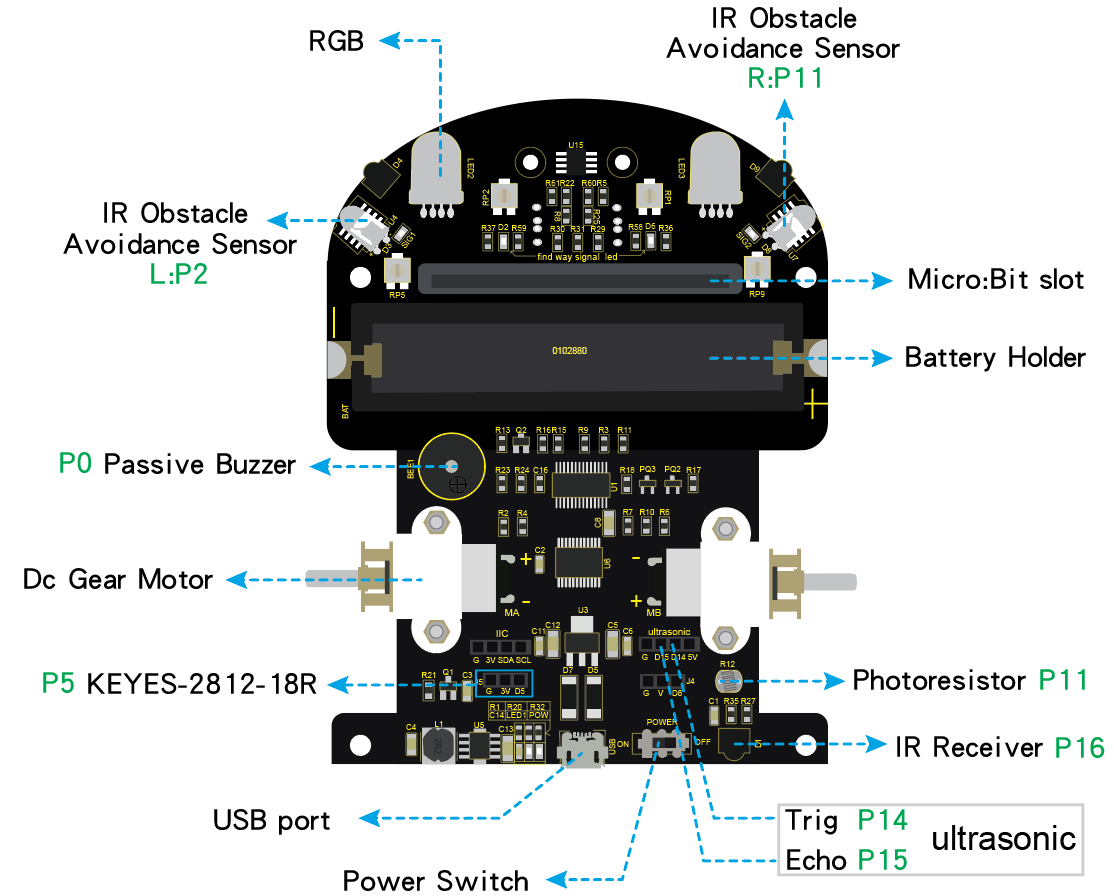 IR Obstacle
Avoidance Sensor
R:P11
RGB
U15
D4
LED2
LED3
D9
R61 R22
R60 R5
RP2
RP1
IR Obstacle
Avoidance Sensor
L:P2
U4
D3
SIG1
R8
R25
SIG2
D8
U7
R37 D2 R59
R30 R31 R29
R58 D6 R36
find way signal led
RP5
RP9
Micro:Bit slot
0102880
Battery Holder
BAT
+
R13 Q2 R16 R15 R9 R3 R11
P0 Passive Buzzer
BEE1
R23 R24 C16
U1
R18 PQ3 PQ2 R17
R2 R4
C8
R7 R10 R6
C2
U6
Dc Gear Motor
+
-
-
+
MA
MB
U3
IIC
C11 C12
C5 C6
ultrasonic
G 3V SDA SCL
G D15 D14 5V
P5 KEYES-2812-18R
R21
Q1
C3
J5
G 3V D5
D7 D5
G V D6
J4
R12
Photoresistor P11
R1 R20 R32
C14 LED1 POW
C1 R35 R27
C4
L1
2R2
U5
C13
USB
POWER
ON
OFF
D1
IR Receiver P16
USB port
Trig P14
Echo P15
ultrasonic
Power Switch